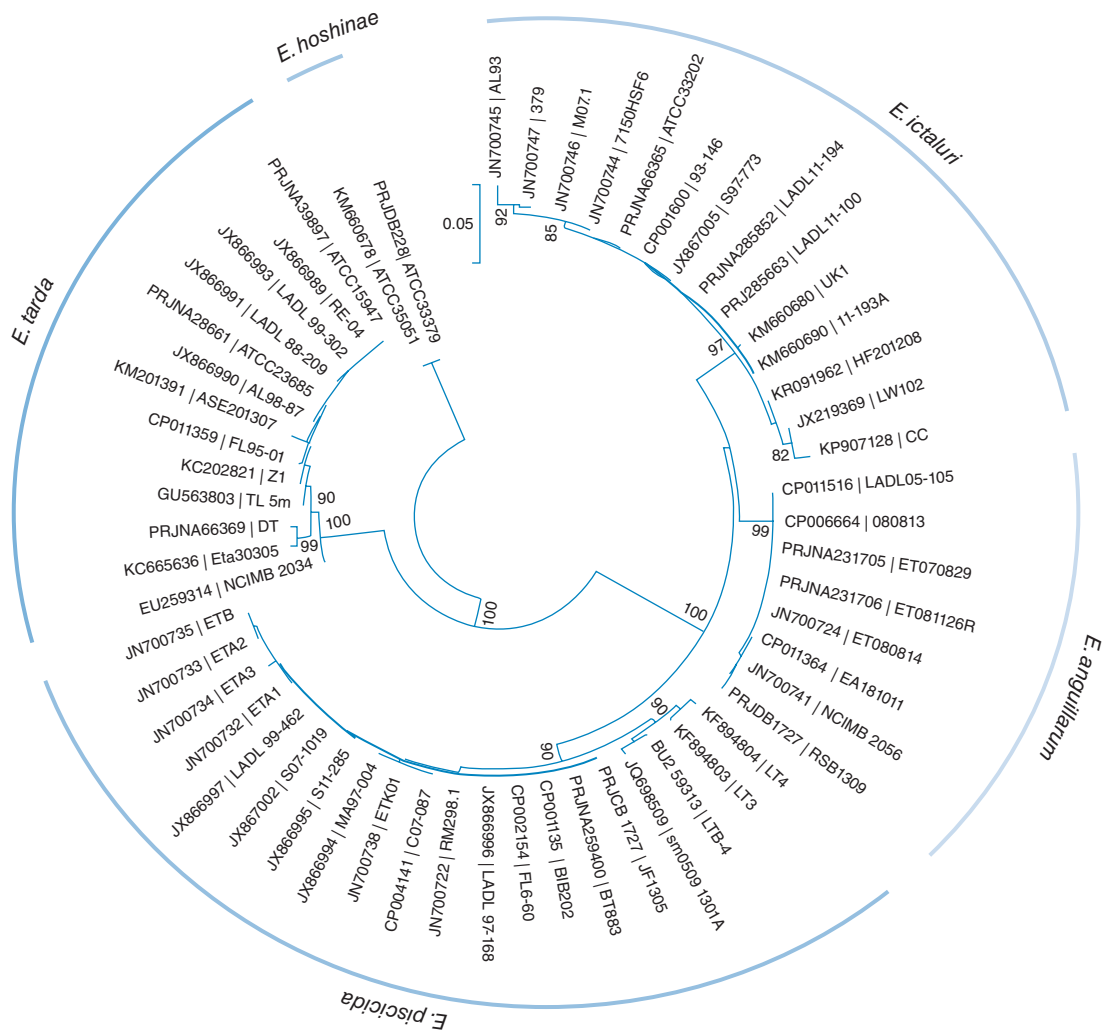 E. hoshinae
E. ictaluri
E. anguillarum
E. piscicida
E. tarda
0.05
JN700745 | AL93
JN700747 | 379
JN700746 | M07.1
JN700744 | 7150HSF6
PRJNA66365 | ATCC33202
CP001600 | 93-146
JX867005 | S97-773
PRJNA285852 | LADL11-194
PRJ285663 | LADL11-100
KM660680 | UK1
KM660690 | 11-193A
KR091962 | HF201208
JX219369 | LW102
KP907128 | CC
CP011516 | LADL05-105
CP006664 | 080813
PRJNA231705 | ET070829
PRJNA231706 | ET081126R
JN700724 | ET080814
CP011364 | EA181011
JN700741 | NCIMB 2056
PRJDB1727 | RSB1309
KF894804 | LT4
KF894803 | LT3
BU2 59313 | LTB-4
JQ698509 | sm0509 1301A
PRJCB 1727 | JF1305
PRJNA259400 | BT883
CP001135 | BIB202
CP002154 | FL6-60
JX866996 | LADL 97-168
JN700722 | RM298.1
CP004141 | C07-087
JN700738 | ETK01
JX866994 | MA97-004
JX866995 | S11-285
JX867002 | S07-1019
JX866997 | LADL 99-462
JN700732 | ETA1
JN700734 | ETA3
JN700733 | ETA2
JN700735 | ETB
EU259314 | NCIMB 2034
KC665636 | Eta30305
PRJNA66369 | DT
GU563803 | TL 5m
KC202821 | Z1
CP011359 | FL95-01
KM201391 | ASE201307
JX866990 | AL98-87
PRJNA28661 | ATCC23685
JX866991 | LADL 88-209
JX866993 | LADL 99-302
JX866989 | RE-04
PRJNA39897 | ATCC15947
KM660678 | ATCC35051
PRJDB228 | ATCC33379
92
85
97
82
99
100
90
90
100
99
100
90